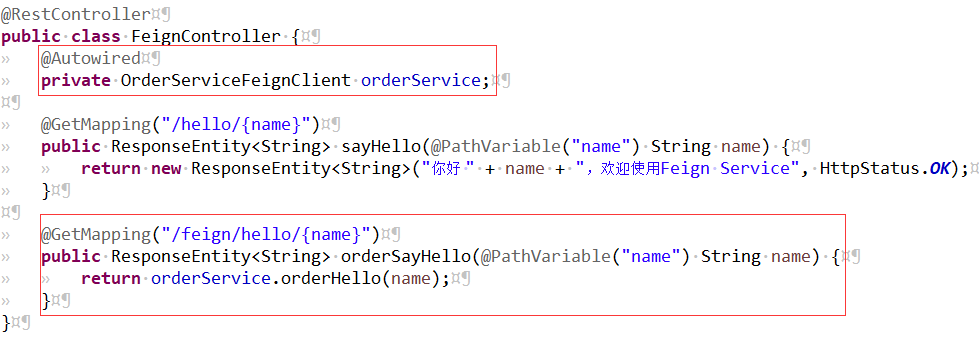 @RestController
public class FeignController {
@Autowired
private OrderServiceFeignClient orderService;
@GetMapping("/hello/{name}")
public ResponseEntity<String> sayHello(@PathVariable("name") String name) {
return new ResponseEntity<String>("你好 " + name + "，欢迎使用Feign Service", HttpStatus.OK);
}
@GetMapping("/feign/hello/{name}")
public ResponseEntity<String> orderSayHello(@PathVariable("name") String name) {
return orderService.orderHello(name);
}
}